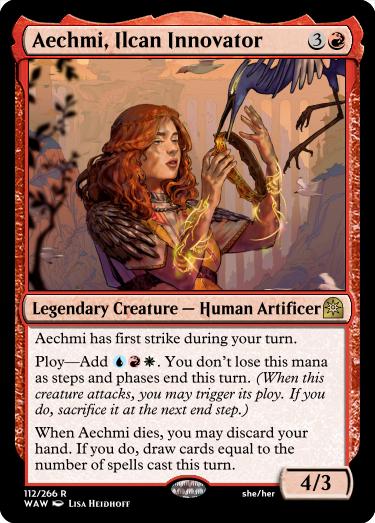 Aechmi, Ilcan Innovator 3
Legendary Creature — Human Artificer
Aechmi has first strike during your turn.
Ploy—Add . You don't lose this mana
as steps and phases end this turn. (When this
creature attacks, you may trigger its ploy. If you
do, sacrifice it at the next end step.)
When Aechmi dies, you may discard your
hand. If you do, draw cards equal to the
number of spells cast this turn.
4/3
112/266 R
she/her
WAW Lisa Heidhoff